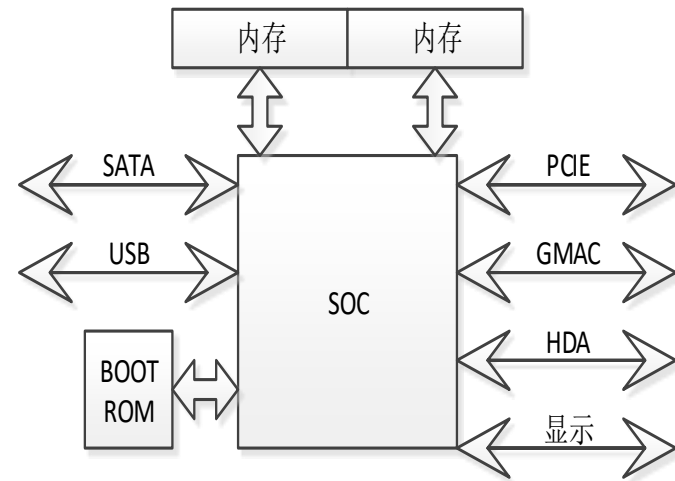 内存 内存
SATA
PCIE
USB
GMAC
SOC
HDA
BOOT
ROM
显示